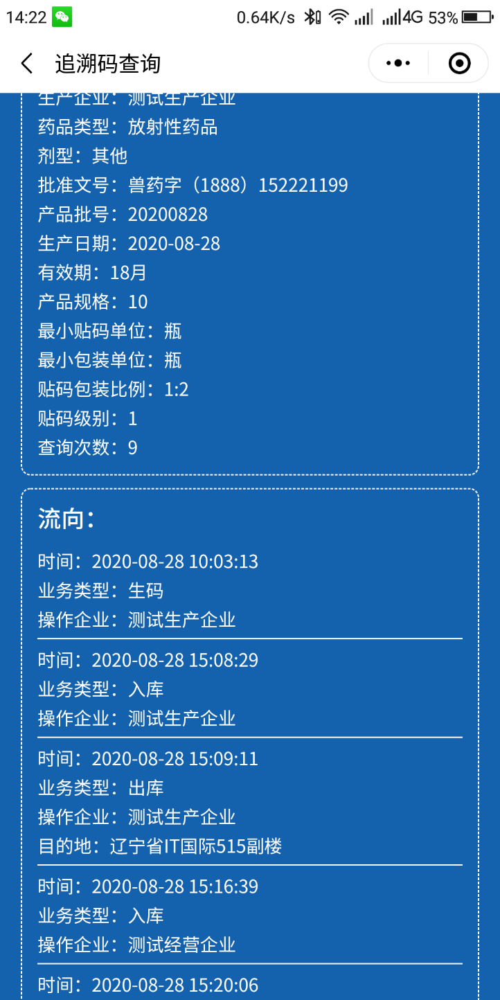 14:22 0.64K/s 4G 53%
追溯码查询
生产企业：测试生产企业
药品类型：放射性药品
剂型：其他
批准文号：兽药字（1888）152221199
产品批号：20200828
生产日期：2020-08-28
有效期：18月
产品规格：10
最小贴码单位：瓶
最小包装单位：瓶
贴码包装比例：1:2
贴码级别：1
查询次数：9
流向：
时间：2020-08-28 10:03:13
业务类型：生码
操作企业：测试生产企业
时间：2020-08-28 15:08:29
业务类型：入库
操作企业：测试生产企业
时间：2020-08-28 15:09:11
业务类型：出库
操作企业：测试生产企业
目的地：辽宁省IT国际515副楼
时间：2020-08-28 15:16:39
业务类型：入库
操作企业：测试经营企业
时间：2020-08-28 15:20:06